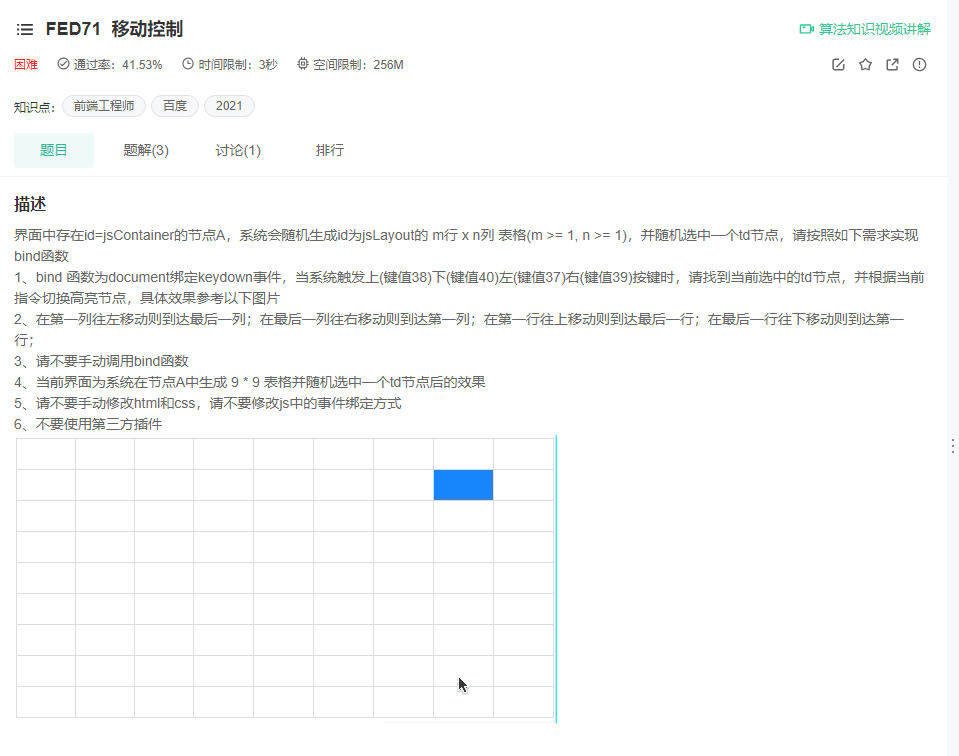 FED71 移动控制
算法知识视频讲解
困难 通过率：41.53% 时间限制：3秒 空间限制：256M
知识点： 前端工程师 百度 2021
题目 题解(3) 讨论(1) 排行
描述
界面中存在id=jsContainer的节点A，系统会随机生成id为jsLayout的 m行 x n列 表格(m >= 1, n >= 1)，并随机选中一个td节点，请按照如下需求实现
bind函数
1、bind 函数为document绑定keydown事件，当系统触发上(键值38)下(键值40)左(键值37)右(键值39)按键时，请找到当前选中的td节点，并根据当前
指令切换高亮节点，具体效果参考以下图片
2、在第一列往左移动则到达最后一列；在最后一列往右移动则到达第一列；在第一行往上移动则到达最后一行；在最后一行往下移动则到达第一
行；
3、请不要手动调用bind函数
4、当前界面为系统在节点A中生成 9 * 9 表格并随机选中一个td节点后的效果
5、请不要手动修改html和css，请不要修改js中的事件绑定方式
6、不要使用第三方插件